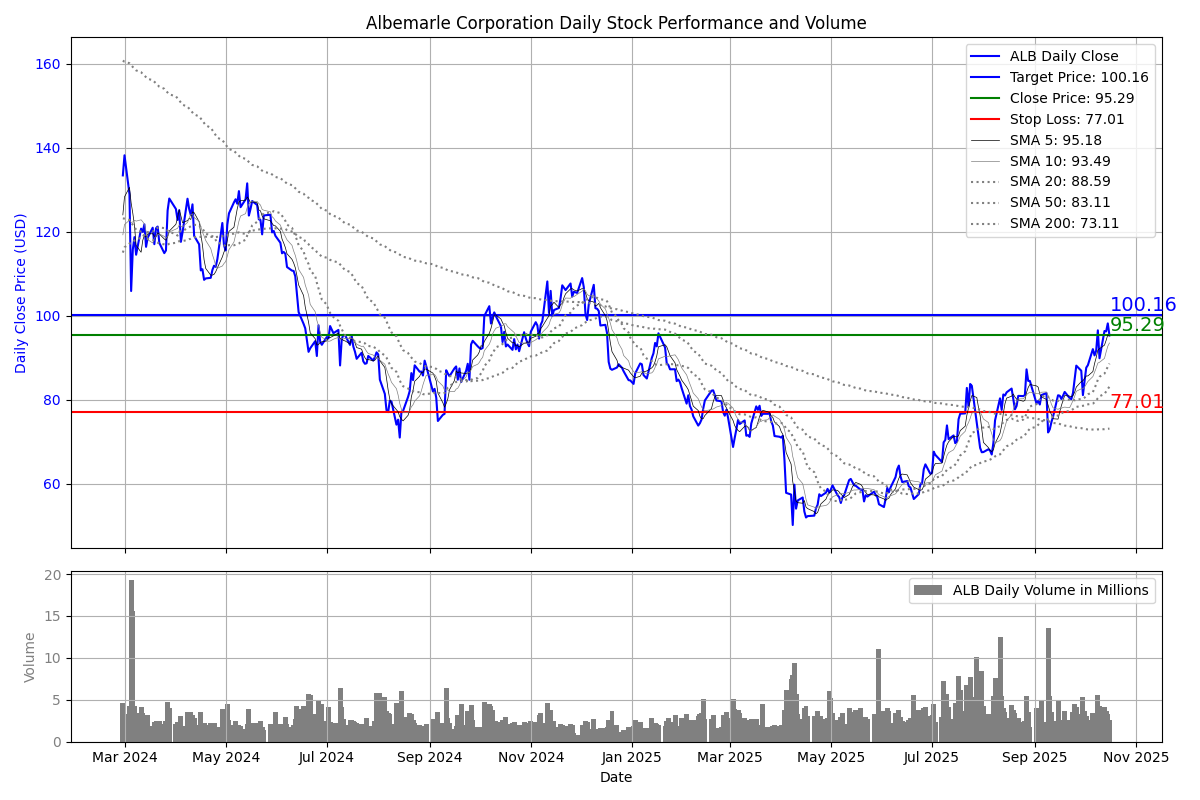 Albemarle Corporation Daily Stock Performance and Volume
Daily Close Price (USD)
160
140
120
100
80
60
ALB Daily Close
Target Price: 100.16
Close Price: 95.29
Stop Loss: 77.01
SMA 5: 95.18
SMA 10: 93.49
SMA 20: 88.59
SMA 50: 83.11
SMA 200: 73.11
100.16
95.29
77.01
Volume
20
15
10
5
0
ALB Daily Volume in Millions
Mar 2024 May 2024 Jul 2024 Sep 2024 Nov 2024 Jan 2025 Mar 2025 May 2025 Jul 2025 Sep 2025 Nov 2025
Date